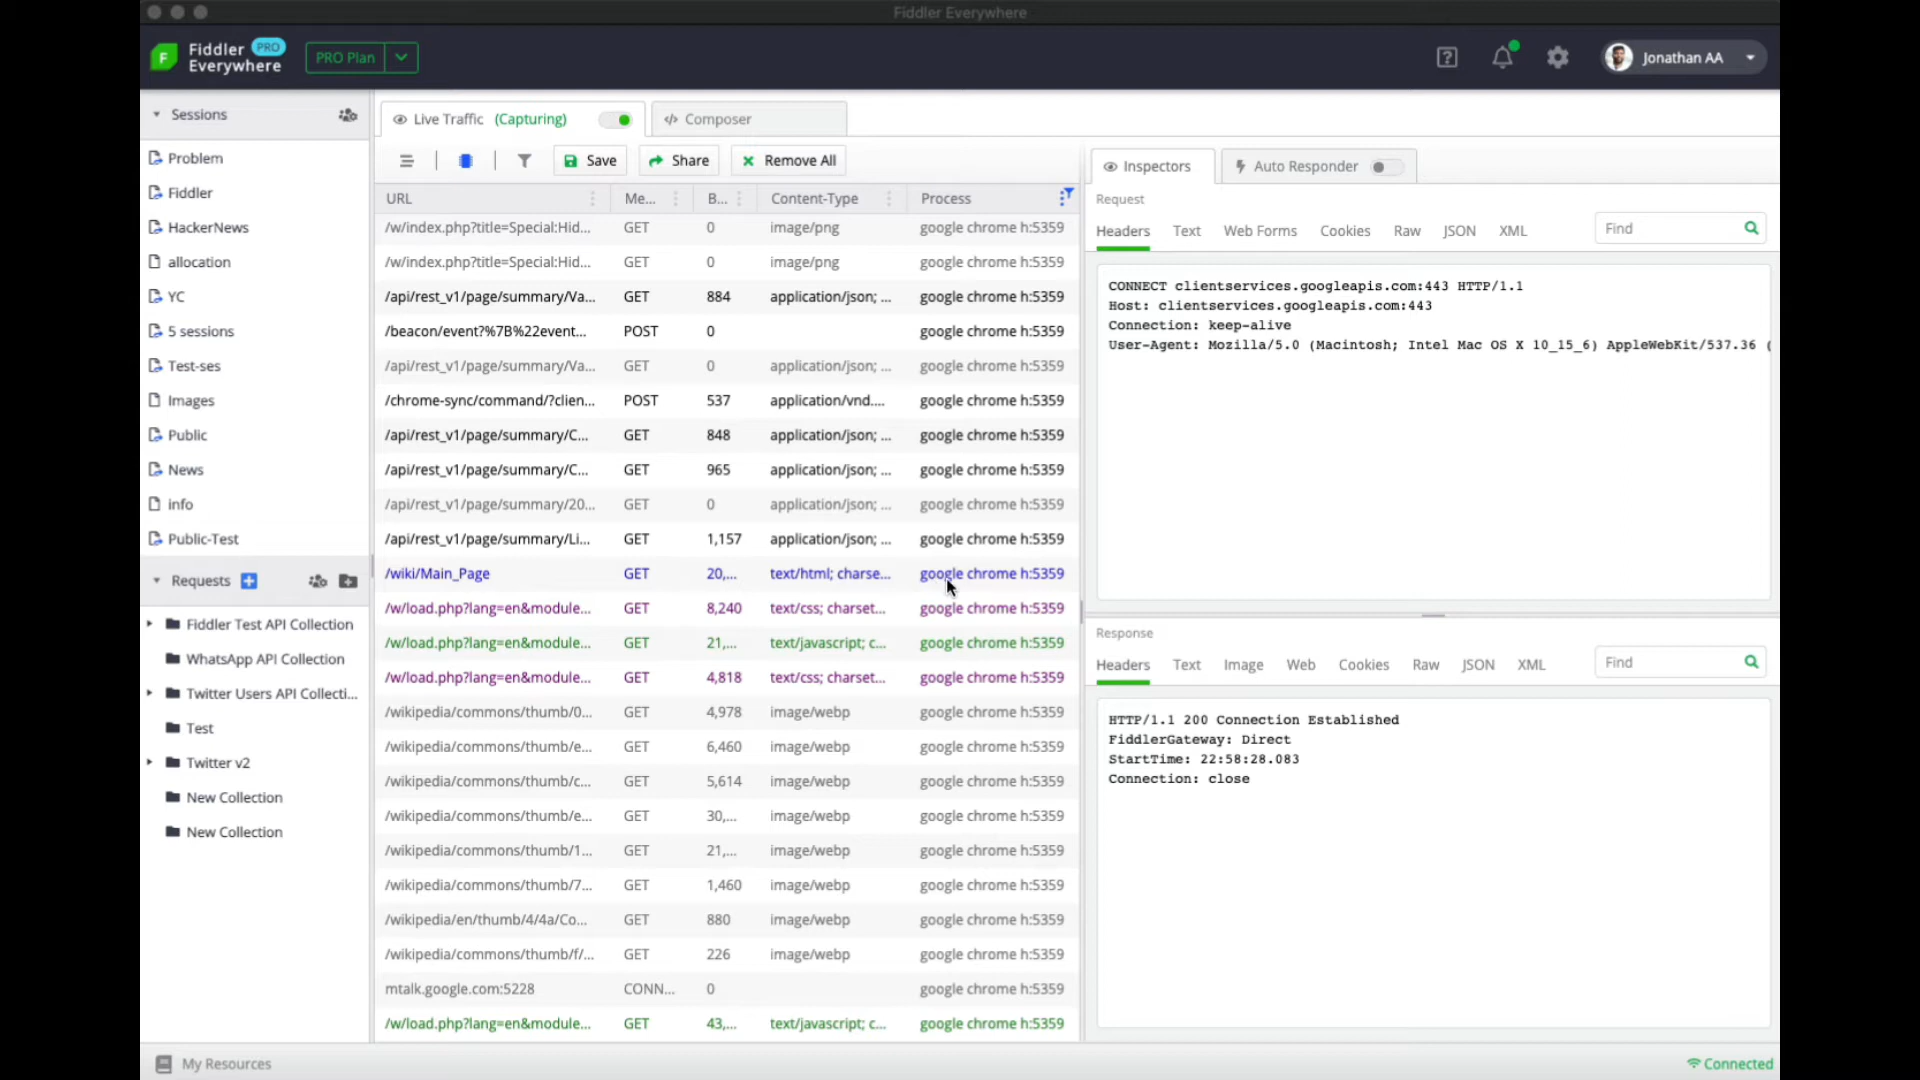 Fiddler Everywhere
Fiddler PRO
Everywhere
PRO Plan
Jonathan AA
Sessions
Problem
Fiddler
HackerNews
allocation
YC
5 sessions
Test-ses
Images
Public
News
info
Public-Test
Requests
Fiddler Test API Collection
WhatsApp API Collection
Twitter Users API Collecti...
Test
Twitter v2
New Collection
New Collection
My Resources
Live Traffic (Capturing)
Composer
Save Share Remove All
URL Me... B... Content-Type Process
/w/index.php?title=Special:Hid... GET 0 image/png google chrome h:5359
/w/index.php?title=Special:Hid... GET 0 image/png google chrome h:5359
/api/rest_v1/page/summary/Va... GET 884 application/json; ... google chrome h:5359
/beacon/event?%7B%22event... POST 0 google chrome h:5359
/api/rest_v1/page/summary/Va... GET 0 application/json; ... google chrome h:5359
/chrome-sync/command/?clien... POST 537 application/vnd.... google chrome h:5359
/api/rest_v1/page/summary/C... GET 848 application/json; ... google chrome h:5359
/api/rest_v1/page/summary/C... GET 965 application/json; ... google chrome h:5359
/api/rest_v1/page/summary/20... GET 0 application/json; ... google chrome h:5359
/api/rest_v1/page/summary/Li... GET 1,157 application/json; ... google chrome h:5359
/wiki/Main_Page GET 20,... text/html; charse... google chrome h:5359
/w/load.php?lang=en&module... GET 8,240 text/css; charset... google chrome h:5359
/w/load.php?lang=en&module... GET 21,... text/javascript; c... google chrome h:5359
/w/load.php?lang=en&module... GET 4,818 text/css; charset... google chrome h:5359
/wikipedia/commons/thumb/0... GET 4,978 image/webp google chrome h:5359
/wikipedia/commons/thumb/e... GET 6,460 image/webp google chrome h:5359
/wikipedia/commons/thumb/c... GET 5,614 image/webp google chrome h:5359
/wikipedia/commons/thumb/e... GET 30,... image/webp google chrome h:5359
/wikipedia/commons/thumb/1... GET 21,... image/webp google chrome h:5359
/wikipedia/commons/thumb/7... GET 1,460 image/webp google chrome h:5359
/wikipedia/en/thumb/4/4a/Co... GET 880 image/webp google chrome h:5359
/wikipedia/commons/thumb/f/... GET 226 image/webp google chrome h:5359
mtalk.google.com:5228 CONN... 0 google chrome h:5359
/w/load.php?lang=en&module... GET 43,... text/javascript; c... google chrome h:5359
Inspectors Auto Responder
Request
Headers Text Web Forms Cookies Raw JSON XML Find
CONNECT clientservices.googleapis.com:443 HTTP/1.1
Host: clientservices.googleapis.com:443
Connection: keep-alive
User-Agent: Mozilla/5.0 (Macintosh; Intel Mac OS X 10_15_6) AppleWebKit/537.36 (
Response
Headers Text Image Web Cookies Raw JSON XML Find
HTTP/1.1 200 Connection Established
FiddlerGateway: Direct
StartTime: 22:58:28.083
Connection: close
Connected